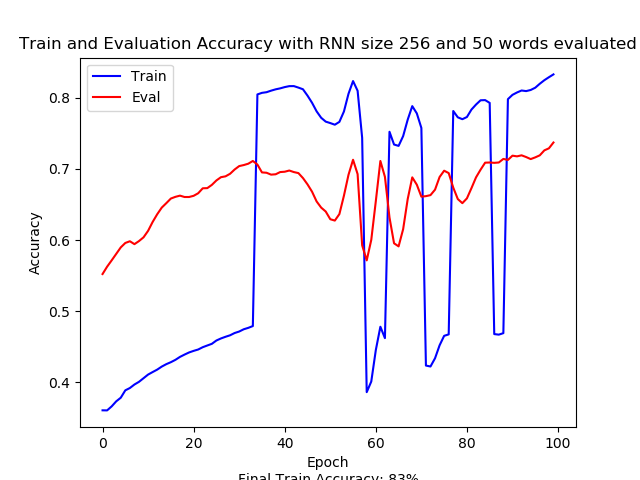 Train and Evaluation Accuracy with RNN size 256 and 50 words evaluated
Train
Eval
Accuracy
0.8
0.7
0.6
0.5
0.4
0 20 40 60 80 100
Epoch
Final Train Accuracy: 83%